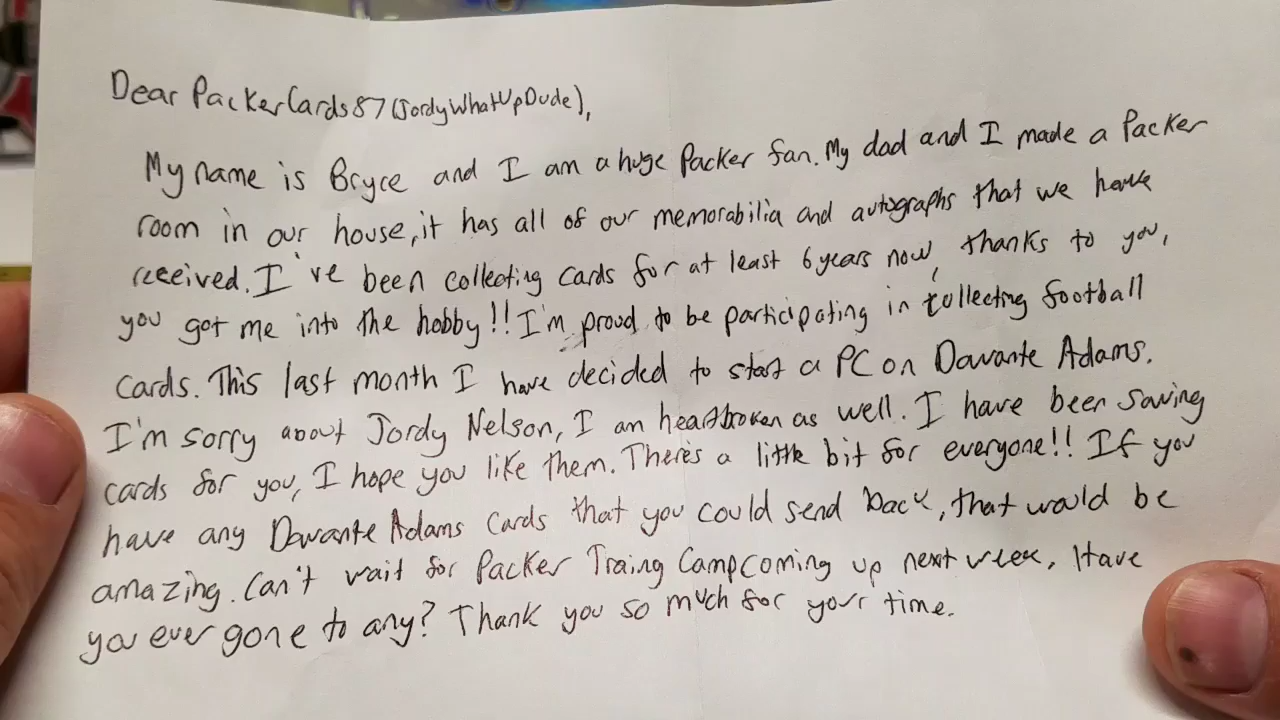 Dear PackerCards87(JordyWhatUpDude),
My name is Bryce and I am a huge Packer fan. My dad and I made a Packer
room in our house, it has all of our memorabilia and autographs that we have
received. I've been collecting cards for at least 6 years now, thanks to you,
you got me into the hobby!! I'm proud to be participating in collecting football
cards. This last month I have decided to start a PC on Davante Adams.
I'm sorry about Jordy Nelson, I am heartbroken as well. I have been saving
cards for you, I hope you like them. There's a little bit for everyone!! If you
have any Davante Adams cards that you could send back, that would be
amazing. Can't wait for Packer Traing Camp coming up next week. Have
you ever gone to any? Thank you so much for your time.